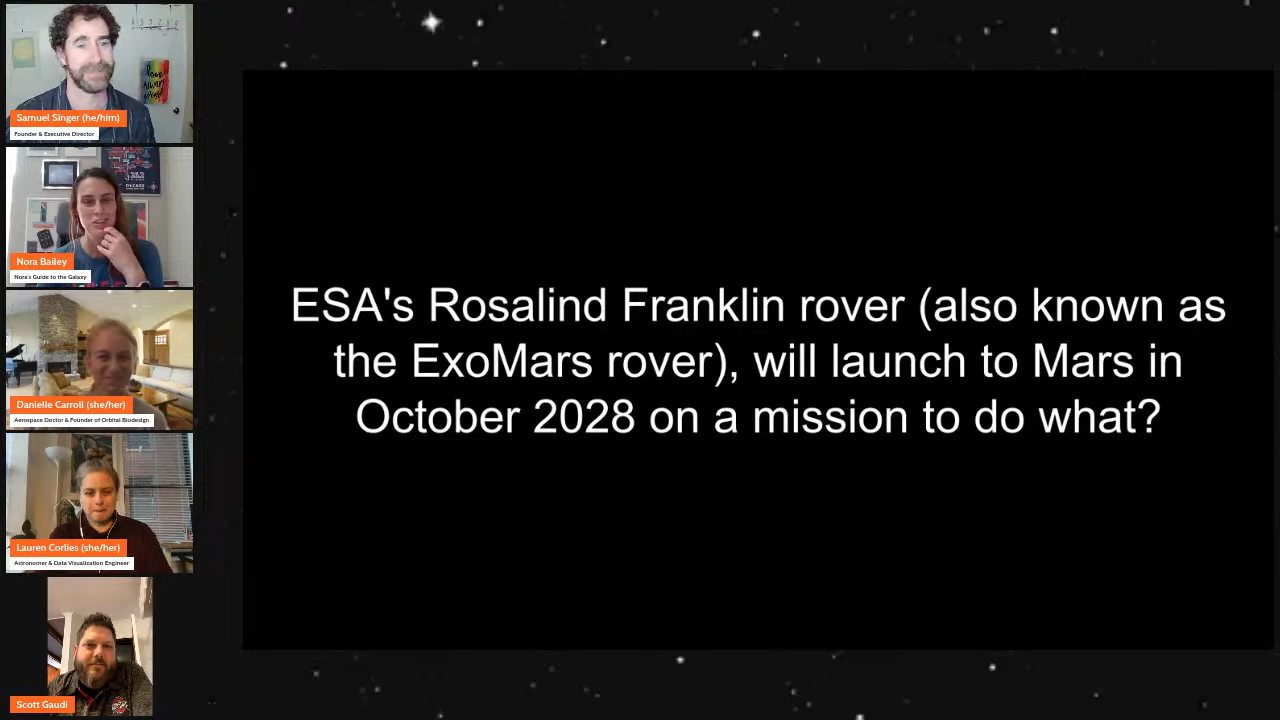 Samuel Singer (he/him)
Founder & Executive Director
CHICAGO
Nora Bailey
Nora's Guide to the Galaxy
Danielle Carroll (she/her)
Aerospace Doctor & Founder of Orbital Biodesign
Lauren Corlies (she/her)
Astronomer & Data Visualization Engineer
Scott Gaudi
ESA's Rosalind Franklin rover (also known as
the ExoMars rover), will launch to Mars in
October 2028 on a mission to do what?